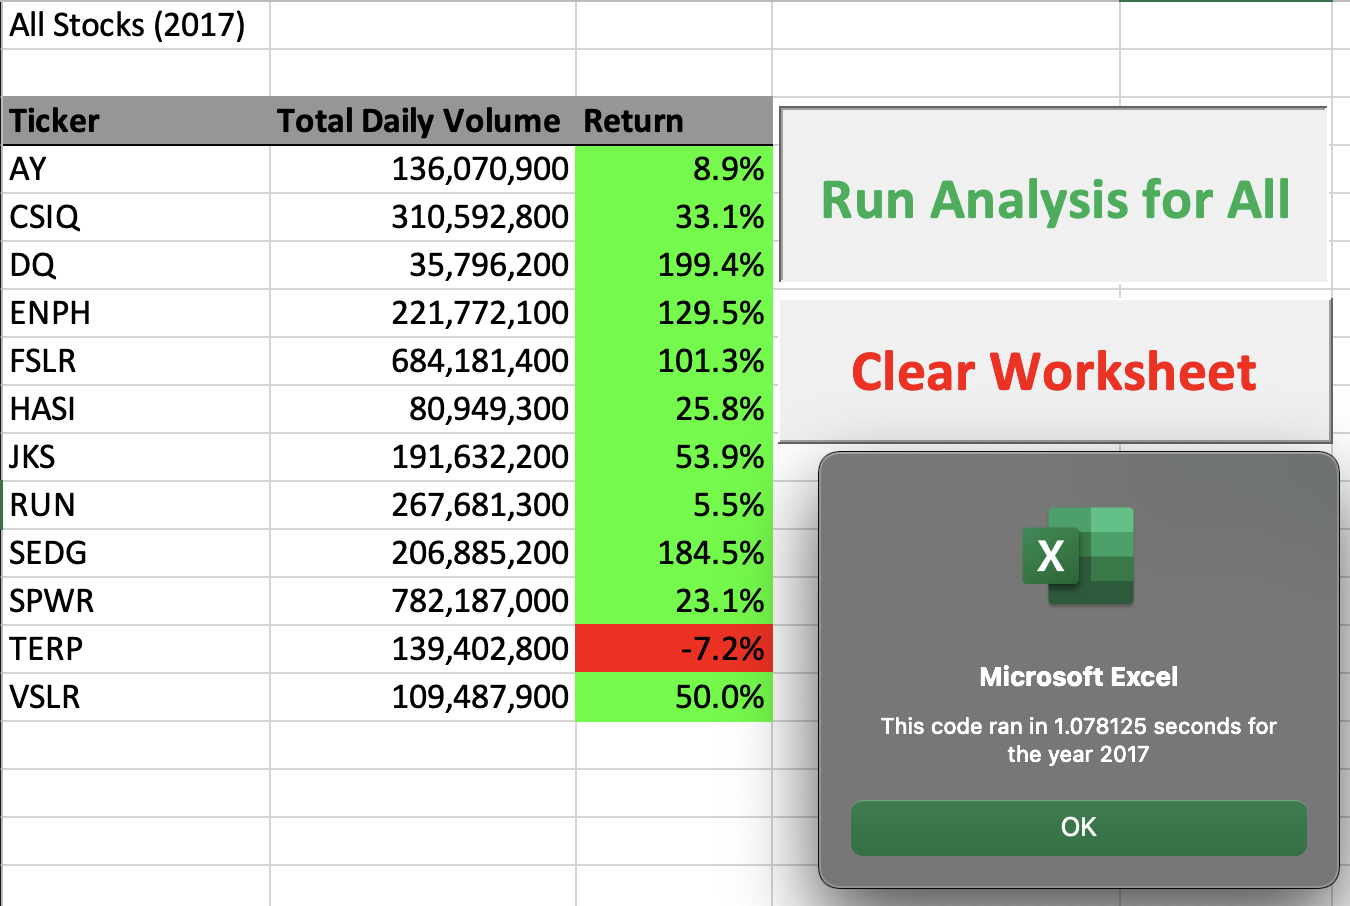 All Stocks (2017)
Ticker Total Daily Volume Return
AY 136,070,900 8.9%
CSIQ 310,592,800 33.1%
DQ 35,796,200 199.4%
ENPH 221,772,100 129.5%
FSLR 684,181,400 101.3%
HASI 80,949,300 25.8%
JKS 191,632,200 53.9%
RUN 267,681,300 5.5%
SEDG 206,885,200 184.5%
SPWR 782,187,000 23.1%
TERP 139,402,800 -7.2%
VSLR 109,487,900 50.0%
Run Analysis for All
Clear Worksheet
X
Microsoft Excel
This code ran in 1.078125 seconds for
the year 2017
OK